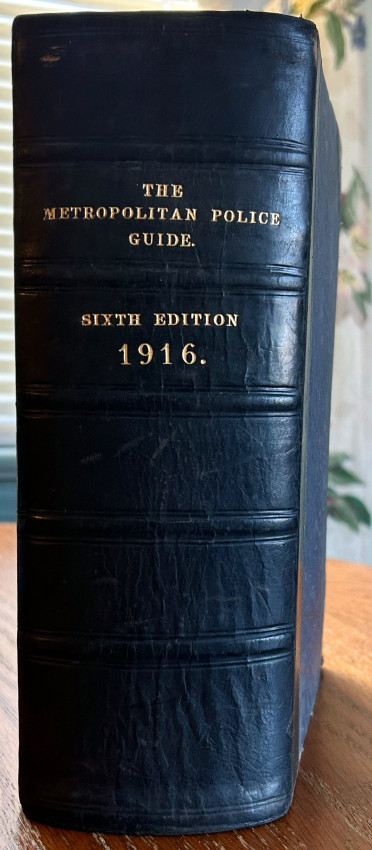 THE
METROPOLITAN POLICE
GUIDE.
SIXTH EDITION
1916.